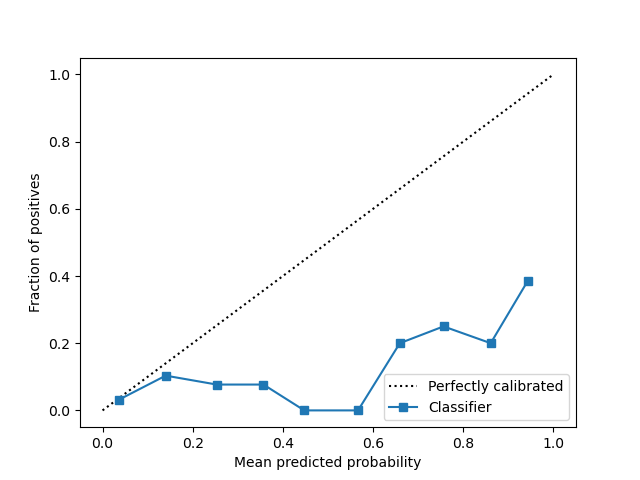 1.0
0.8
0.6
0.4
0.2
0.0
Fraction of positives
0.0 0.2 0.4 0.6 0.8 1.0
Mean predicted probability
Perfectly calibrated
Classifier